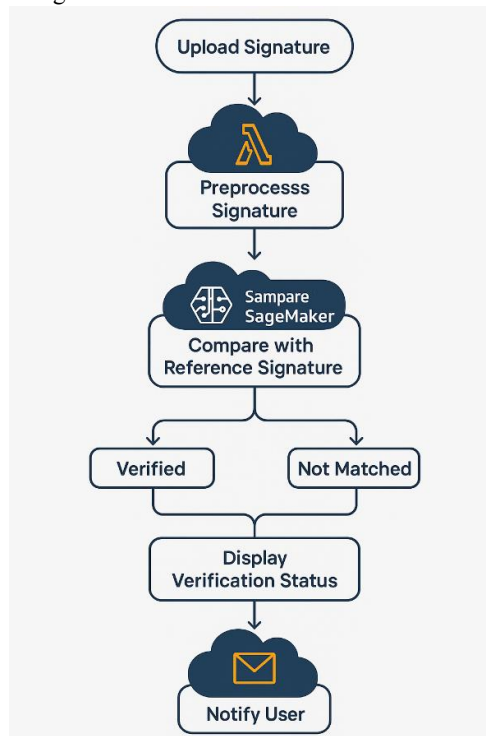 Upload Signature
Preprocesss
Signature
Sampare
SageMaker
Compare with
Reference Signature
Verified
Not Matched
Display
Verification Status
Notify User